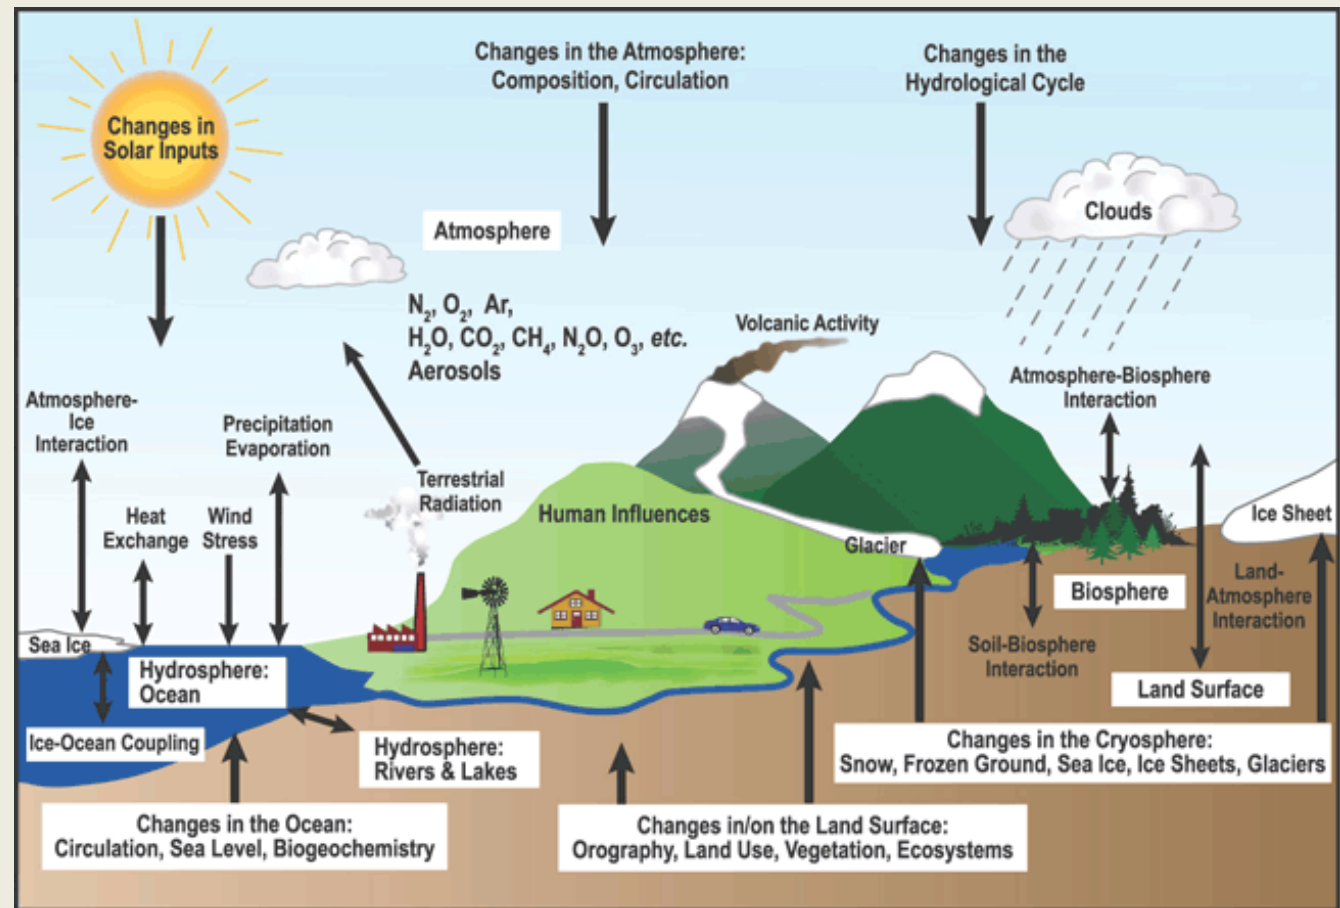 Changes in the Atmosphere:
Composition, Circulation
Changes in the
Hydrological Cycle
Changes in
Solar Inputs
Clouds
Atmosphere
N₂, O₂, Ar,
H₂O, CO₂, CH₄, N₂O, O₃, etc.
Aerosols
Volcanic Activity
Atmosphere-
Ice
Interaction
Precipitation
Evaporation
Atmosphere-Biosphere
Interaction
Terrestrial
Radiation
Heat
Exchange
Wind
Stress
Human Influences
Glacier
Ice Sheet
Land-
Atmosphere
Interaction
Biosphere
Soil-Biosphere
Interaction
Land Surface
Sea Ice
Hydrosphere:
Ocean
Ice-Ocean Coupling
Hydrosphere:
Rivers & Lakes
Changes in the Cryosphere:
Snow, Frozen Ground, Sea Ice, Ice Sheets, Glaciers
Changes in the Ocean:
Circulation, Sea Level, Biogeochemistry
Changes in/on the Land Surface:
Orography, Land Use, Vegetation, Ecosystems